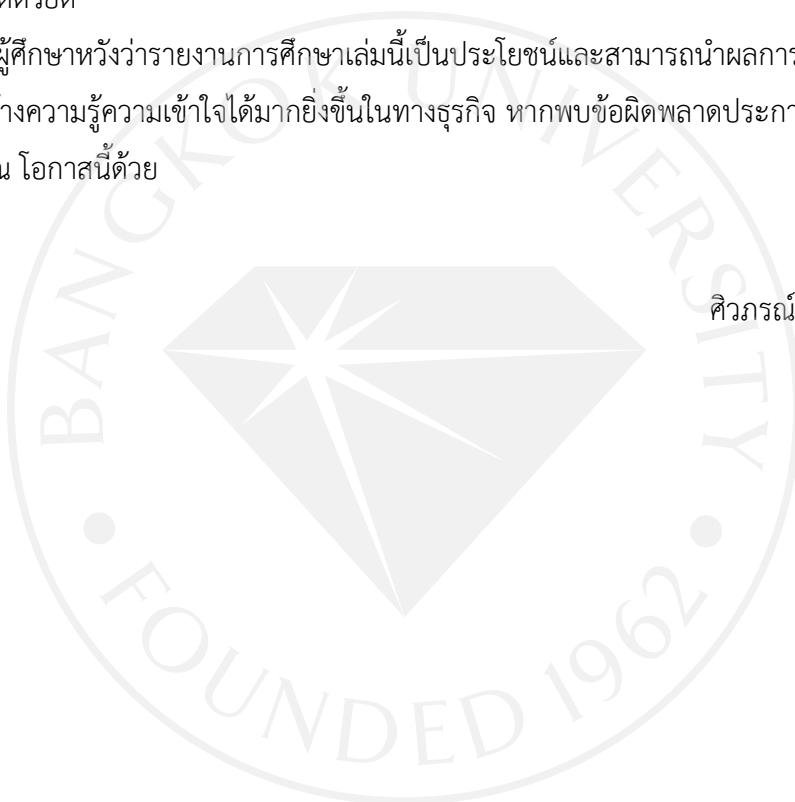 ผู้ศึกษาหวังว่ารายงานการศึกษาเล่มนี้เป็นประโยชน์และสามารถนำผลการ
้างความรู้ความเข้าใจได้มากยิ่งขึ้นในทางธุรกิจ หากพบข้อผิดพลาดประกา
ณ โอกาสนี้ด้วย
ศิวภรณ์
BANGKOK UNIVERSITY
FOUNDED 1962